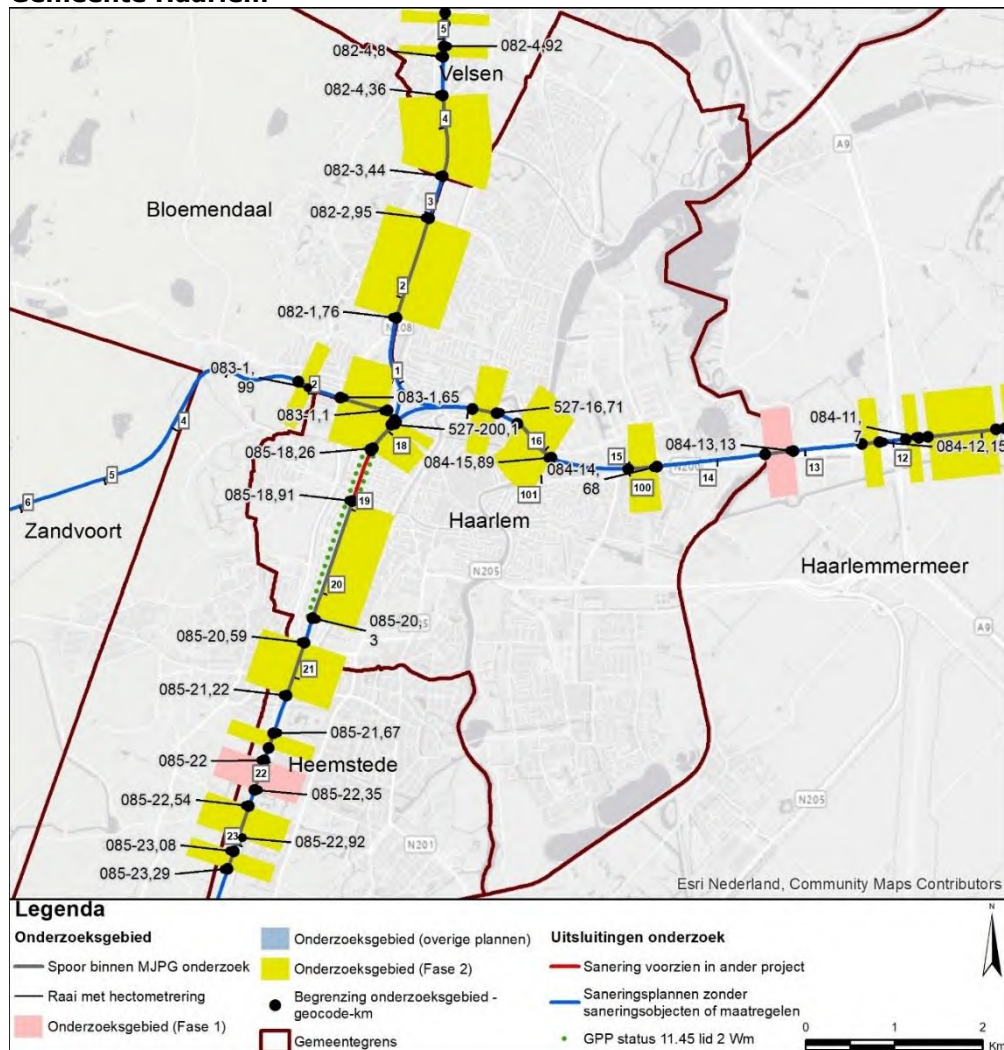 Gemeente Haarlem
5
082-4,8
082-4,92
Velsen
082-4,36
4
A9
082-3,44
Bloemendaal
3
082-2,95
2
082-1,76
N208
083-1,
99
2
1
083-1,65
083-1,1
527-16,71
084-11,
7
4
527-200,1
18
16
084-13,13
12
084-12,15
085-18,26
084-15,89
084-14,
68
15
N200
14
13
5
100
101
6
085-18,91
19
Haarlem
Zandvoort
N205
Haarlemmermeer
20
085-20,
3
A9
085-20,59
21
085-21,22
085-21,67
085-22
Heemstede
22
085-22,35
N205
085-22,54
23
085-22,92
N201
085-23,08
085-23,29
Esri Nederland, Community Maps Contributors
Legenda
Onderzoeksgebied
Spoor binnen MJPG onderzoek
Raai met hectometrering
Onderzoeksgebied (Fase 1)
Onderzoeksgebied (overige plannen)
Onderzoeksgebied (Fase 2)
Begrenzing onderzoeksgebied -
geocode-km
Gemeentegrens
Uitsluitingen onderzoek
Sanering voorzien in ander project
Saneringsplannen zonder
saneringsobjecten of maatregelen
GPP status 11.45 lid 2 Wm
N
0 1 2
Km